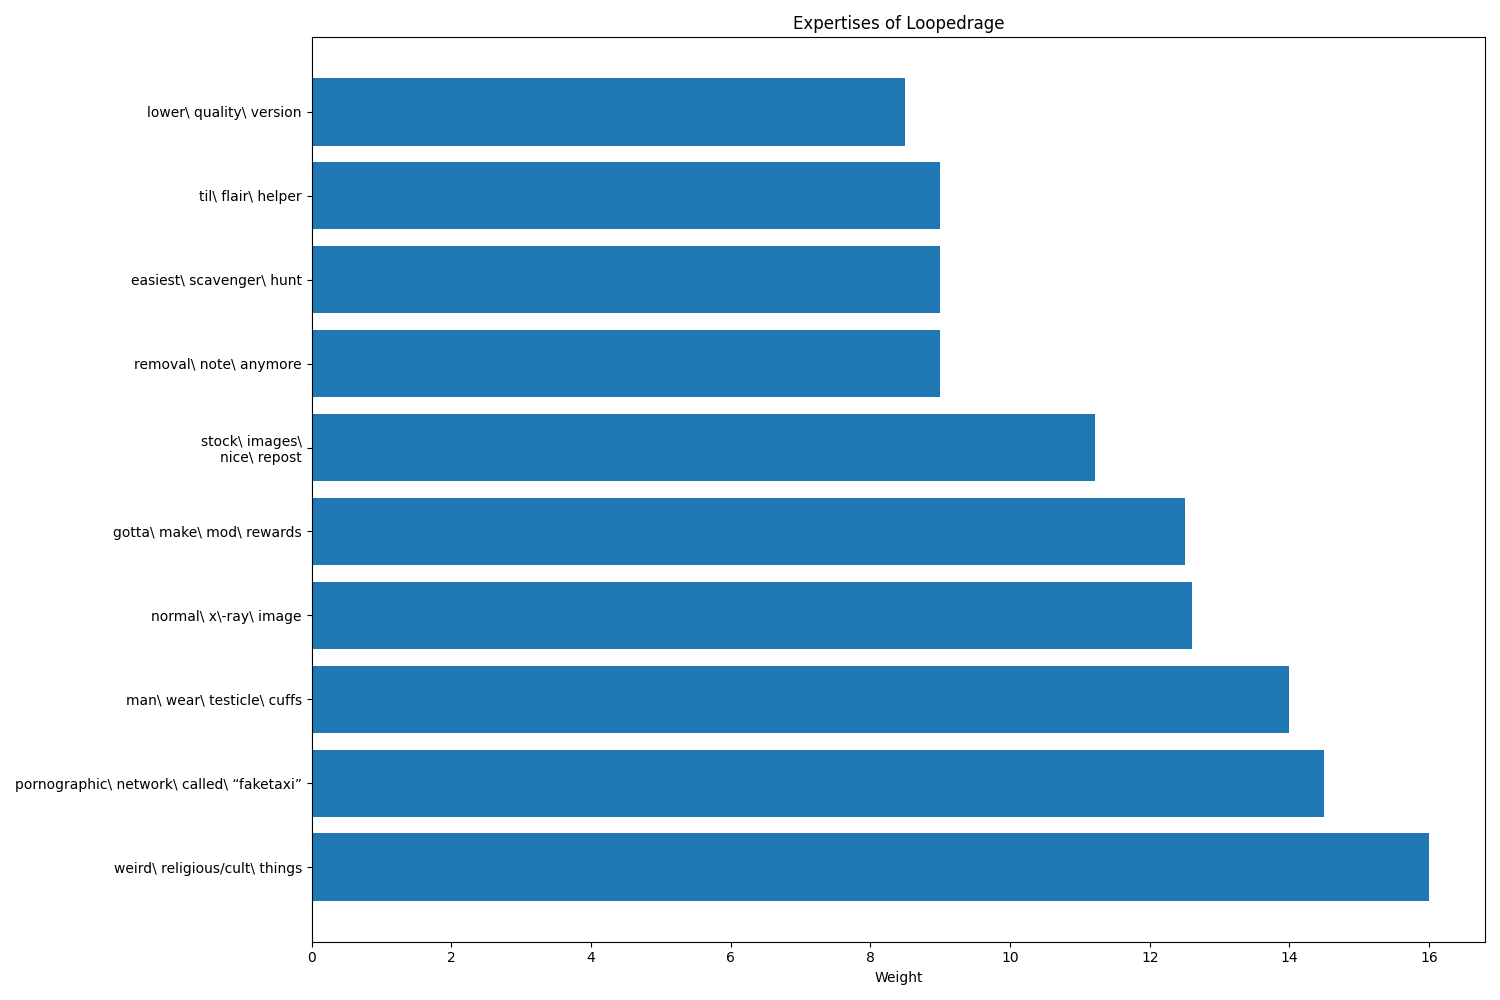 Expertises of Loopedrage
lower\ quality\ version
til\ flair\ helper
easiest\ scavenger\ hunt
removal\ note\ anymore
stock\ images\
nice\ repost
gotta\ make\ mod\ rewards
normal\ x\-ray\ image
man\ wear\ testicle\ cuffs
pornographic\ network\ called\ “faketaxi”
weird\ religious/cult\ things
0 2 4 6 8 10 12 14 16
Weight